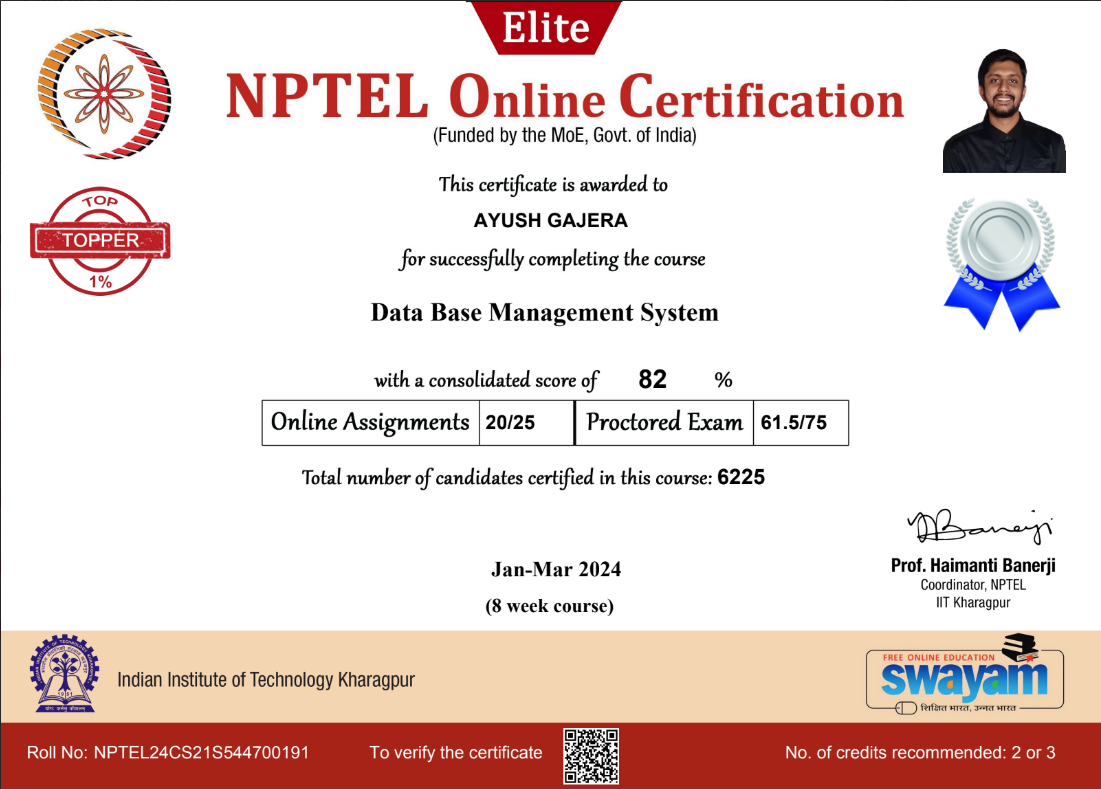 Elite
NPTEL Online Certification
(Funded by the MoE, Govt. of India)
TOP
TOPPER
1%
This certificate is awarded to
AYUSH GAJERA
for successfully completing the course
Data Base Management System
with a consolidated score of 82 %
Online Assignments 20/25 Proctored Exam 61.5/75
Total number of candidates certified in this course: 6225
Prof. Haimanti Banerji
Coordinator, NPTEL
IIT Kharagpur
Jan-Mar 2024
(8 week course)
1951
Indian Institute of Technology Kharagpur
FREE ONLINE EDUCATION
swayam
शिक्षित भारत, उन्नत भारत
Roll No: NPTEL24CS21S544700191
To verify the certificate
No. of credits recommended: 2 or 3